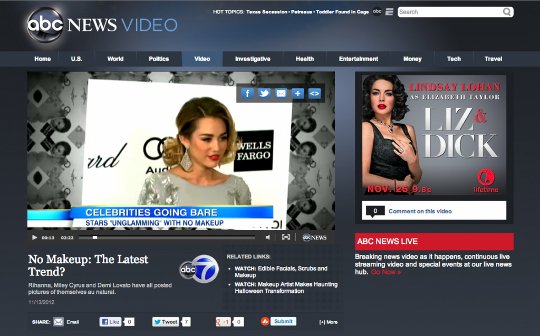 abc NEWS VIDEO
HOT TOPICS: Texas Secession • Petraeus • Toddler Found in Cage
abc
Search
Home U.S. World Politics Video Investigative Health Entertainment Money Tech Travel
ard
Audi
WELLS
FARGO
CELEBRITIES GOING BARE
STARS "UNGLAMMING" WITH NO MAKEUP
00:13 02:22 abc NEWS
LINDSAY LOHAN
AS ELIZABETH TAYLOR
LIZ &
DICK
NOV. 25 9/8c
lifetime
0 Comment on this video
ABC NEWS LIVE
Breaking news video as it happens, continuous live
streaming video and special events at our live news
hub. Go Now »
No Makeup: The Latest
Trend?
Rihanna, Miley Cyrus and Demi Lovato have all posted
pictures of themselves au natural.
11/13/2012
abc 7
RELATED LINKS:
• WATCH: Edible Facials, Scrubs and
Makeup
• WATCH: Makeup Artist Makes Haunting
Halloween Transformation
SHARE: Email Like 0 Tweet 7 +1 0 Submit [+] More